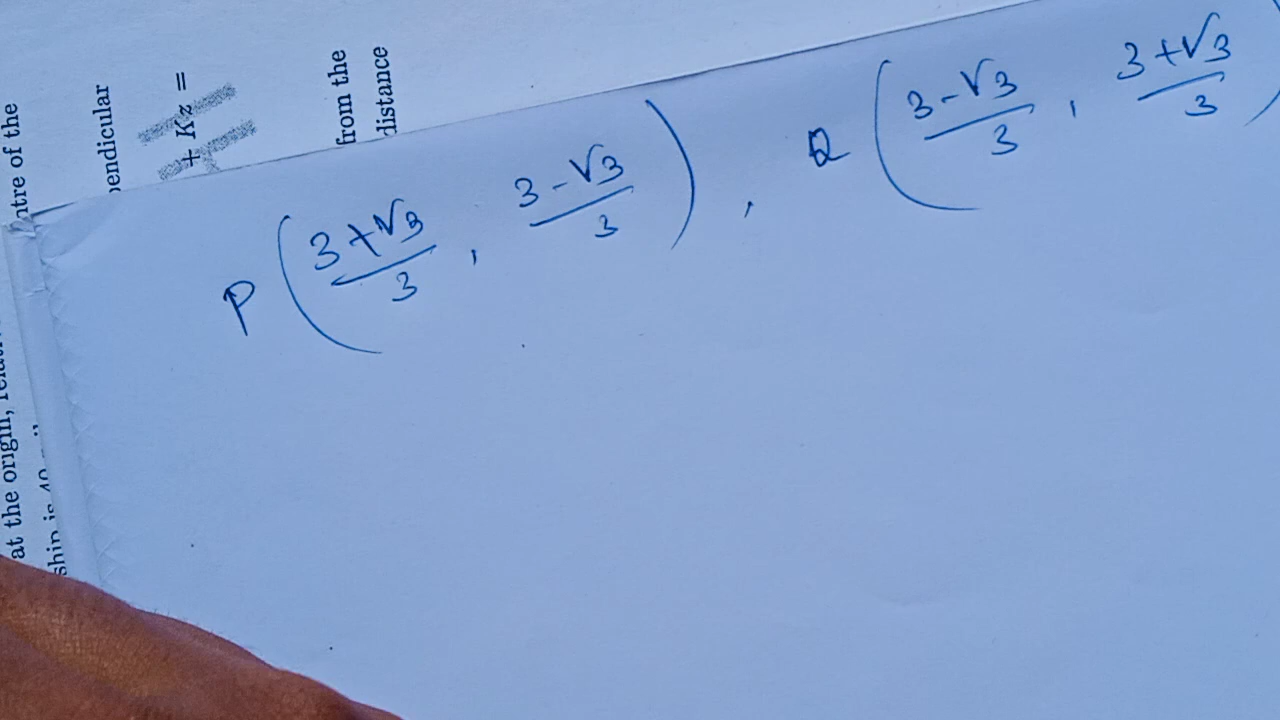 P ( (3+√3)/3 , (3-√3)/3 ) , Q ( (3-√3)/3 , (3+√3)/3 )
ntre of the
pendicular
+ Kz =
from the
distance
at the origin,
ship is 40